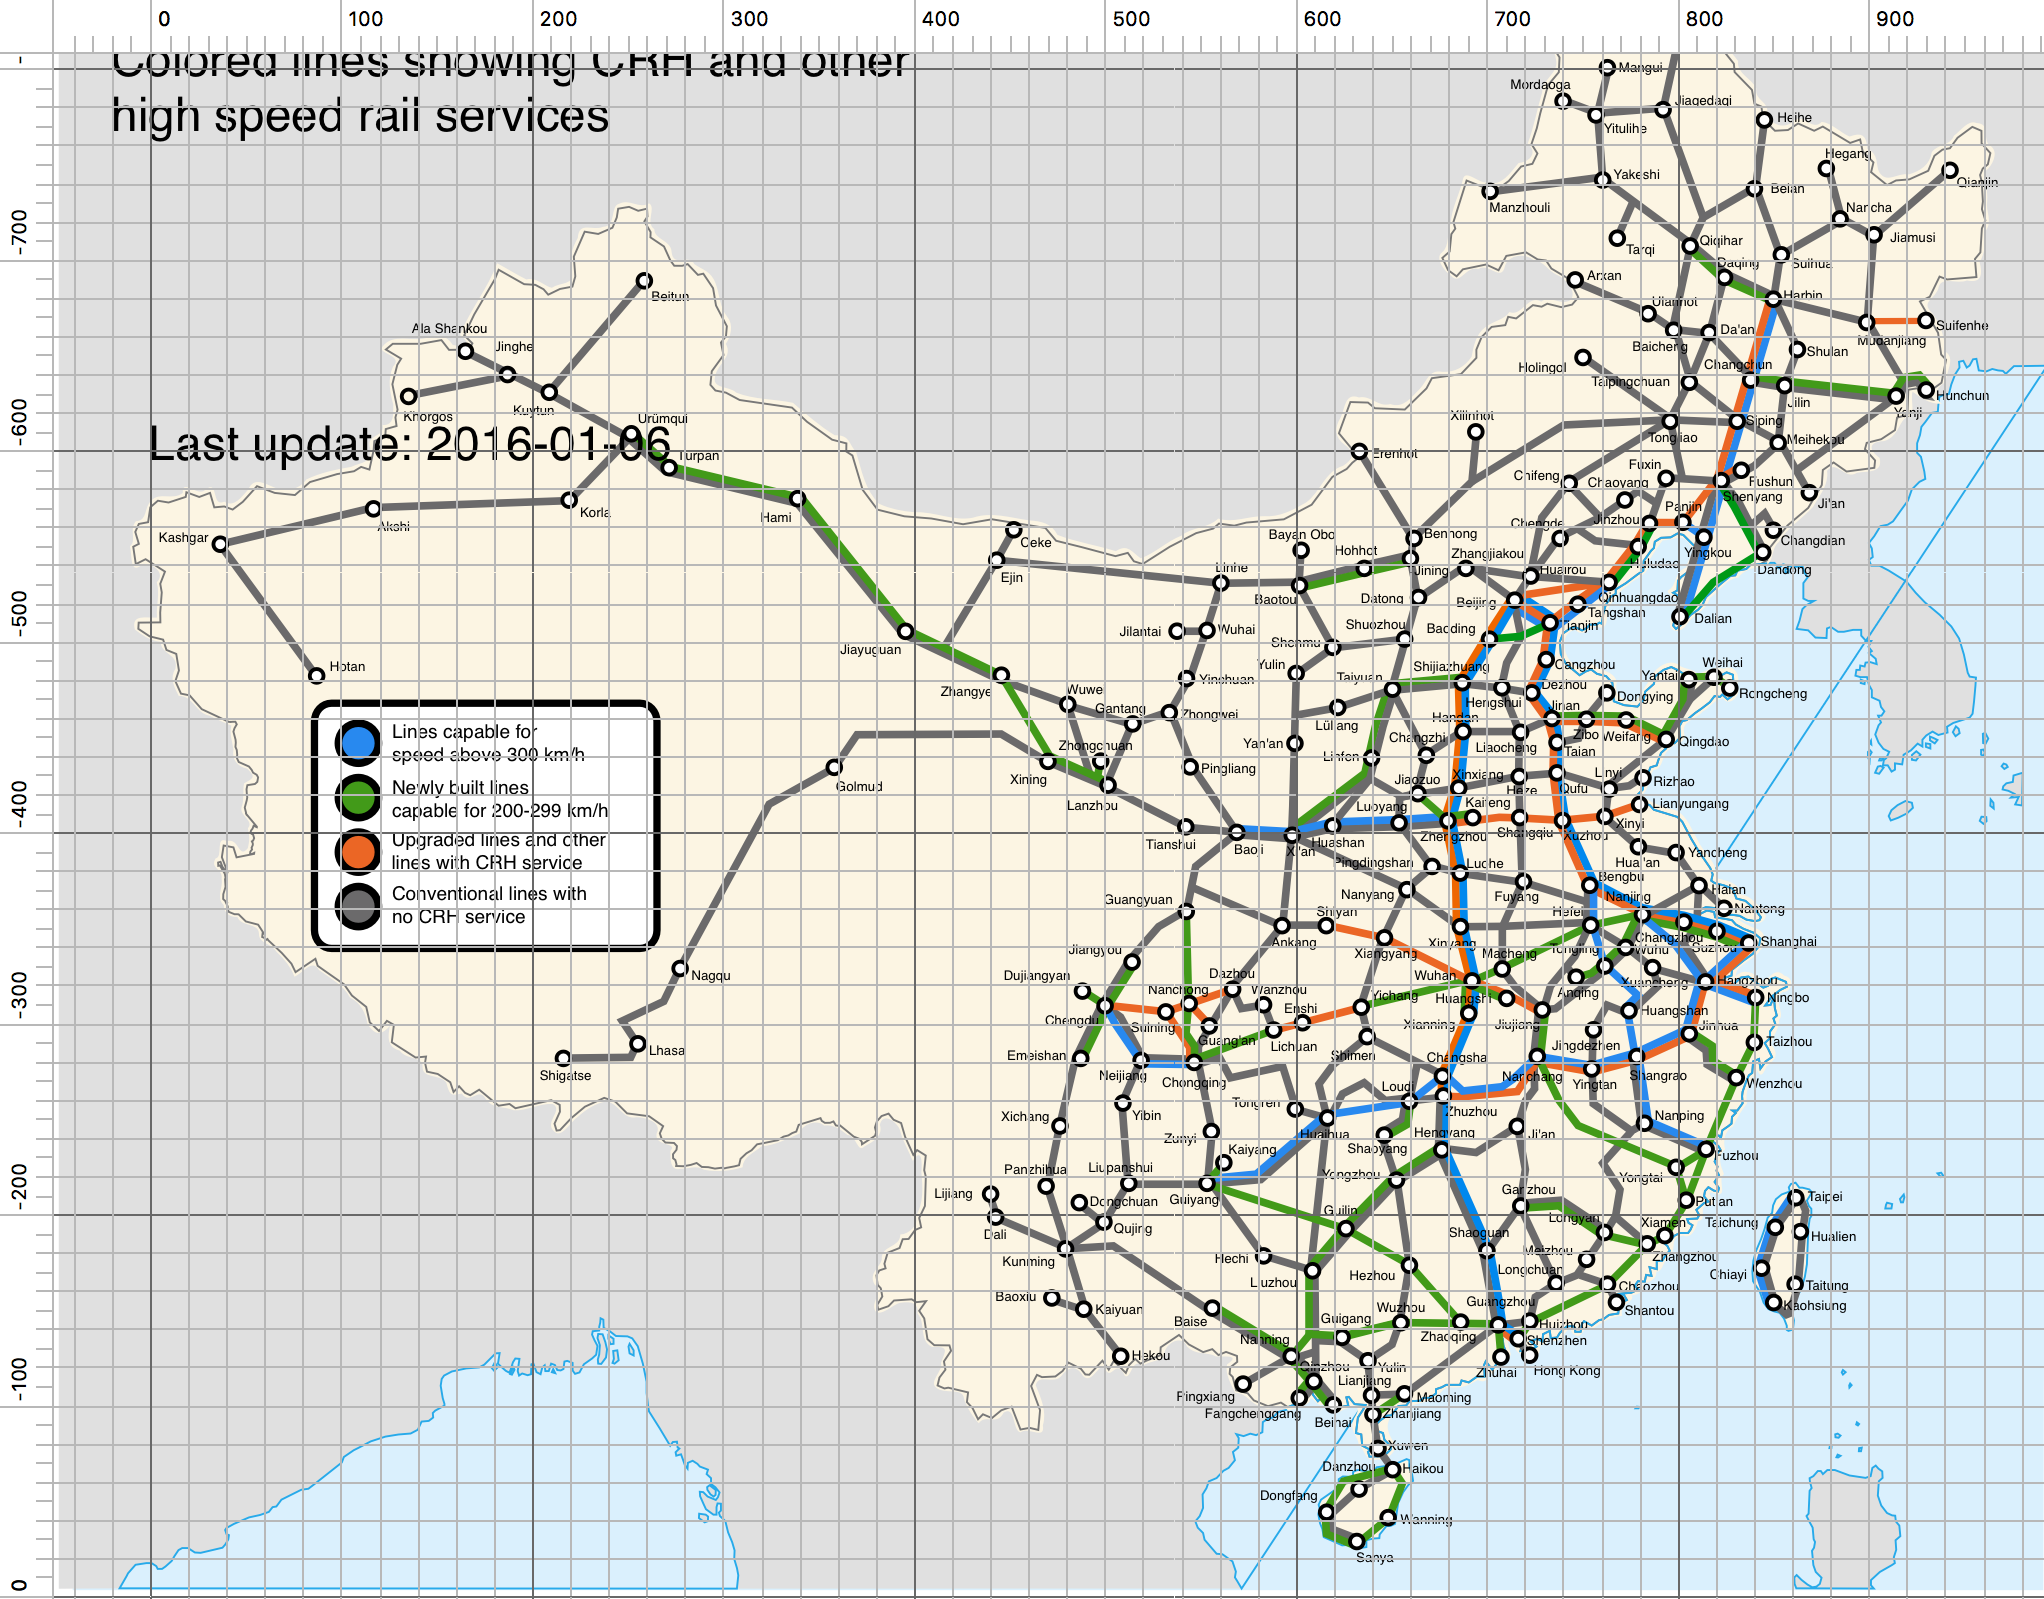 0 100 200 300 400 500 600 700 800 900
Colored lines showing CRH and other
high speed rail services
Last update: 2016-01-06
-700
-600
-500
-400
-300
-200
-100
0
Lines capable for
speed above 300 km/h
Newly built lines
capable for 200-299 km/h
Upgraded lines and other
lines with CRH service
Conventional lines with
no CRH service
Mangui
Mordaoga
Jiagedaqi
Yitulihe
Heihe
Hegang
Yakeshi
Beian
Qianjin
Manzhouli
Nancha
Tarqi
Qiqihar
Jiamusi
Daqing
Suihua
Arxan
Harbin
Ulanhot
Da'an
Suifenhe
Mudanjiang
Baicheng
Shulan
Holingol
Changchun
Taipingchuan
Jilin
Hunchun
Yanji
Xilinhot
Siping
Tongliao
Meihekou
Erenhot
Fuxin
Chifeng
Chaoyang
Fushun
Shenyang
Ji'an
Panjin
Jinzhou
Chengde
Changdian
Yingkou
Huludao
Dandong
Beitun
Ala Shankou
Jinghe
Khorgos
Kuytun
Urümqui
Turpan
Hami
Korla
Akshi
Kashgar
Hotan
Ceke
Ejin
Jiayuguan
Zhangye
Wuwei
Gantang
Zhongchuan
Xining
Lanzhou
Golmud
Nagqu
Lhasa
Shigatse
Bayan Obo
Hohhot
Benhong
Zhangjiakou
Linhe
Jining
Huairou
Baotou
Datong
Beijing
Qinhuangdao
Tangshan
Dalian
Jilantai
Wuhai
Shuozhou
Baoding
Tianjin
Shenmu
Yulin
Yinchuan
Taiyuan
Shijiazhuang
Cangzhou
Weihai
Yantai
Rongcheng
Dezhou
Dongying
Hengshui
Zhongwei
Lüliang
Handan
Jinan
Zibo
Weifang
Qingdao
Yan'an
Changzhi
Liaocheng
Taian
Linfen
Pingliang
Jiaozuo
Xinxiang
Linyi
Rizhao
Heze
Qufu
Luoyang
Kaifeng
Lianyungang
Tianshui
Baoji
Xi'an
Huashan
Zhengzhou
Shangqiu
Xuzhou
Xinyi
Pingdingshan
Luohe
Huai'an
Yancheng
Guangyuan
Nanyang
Fuyang
Bengbu
Nanjing
Haian
Nantong
Shiyan
Hefei
Ankang
Xiangyang
Xinyang
Macheng
Tongling
Wuhu
Changzhou
Suzhou
Shanghai
Jiangyou
Dujiangyan
Dazhou
Nanchong
Wanzhou
Wuhan
Anqing
Xuancheng
Hangzhou
Ningbo
Chengdu
Suining
Enshi
Yichang
Huangshi
Huangshan
Guang'an
Lichuan
Xianning
Jiujiang
Jinhua
Taizhou
Emeishan
Neijiang
Chongqing
Shimen
Changsha
Jingdezhen
Nanchang
Yingtan
Shangrao
Wenzhou
Loudi
Xichang
Yibin
Tongren
Zhuzhou
Nanping
Zunyi
Huaihua
Hengyang
Ji'an
Kaiyang
Shaoyang
Fuzhou
Panzhihua
Liupanshui
Yongzhou
Yongtai
Lijiang
Dongchuan
Guiyang
Ganzhou
Putian
Taipei
Dali
Qujing
Guilin
Longyan
Xiamen
Taichung
Kunming
Shaoguan
Meizhou
Zhangzhou
Hualien
Hechi
Liuzhou
Hezhou
Longchuan
Chaozhou
Chiayi
Taitung
Baoxiu
Kaiyuan
Baise
Wuzhou
Guangzhou
Shantou
Kaohsiung
Guigang
Zhaoqing
Huizhou
Nanning
Shenzhen
Hekou
Qinzhou
Yulin
Zhuhai
Hong Kong
Pingxiang
Lianjiang
Maoming
Fangchenggang
Beihai
Zhanjiang
Xuwen
Danzhou
Haikou
Dongfang
Wanning
Sanya